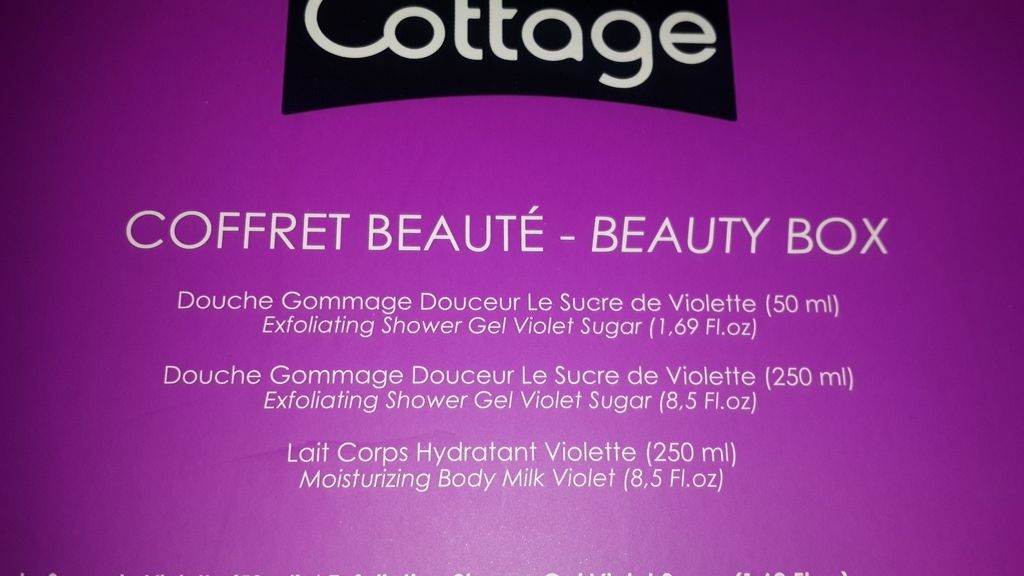 Cottage
COFFRET BEAUTÉ - BEAUTY BOX
Douche Gommage Douceur Le Sucre de Violette (50 ml)
Exfoliating Shower Gel Violet Sugar (1,69 Fl.oz)
Douche Gommage Douceur Le Sucre de Violette (250 ml)
Exfoliating Shower Gel Violet Sugar (8,5 Fl.oz)
Lait Corps Hydratant Violette (250 ml)
Moisturizing Body Milk Violet (8,5 Fl.oz)